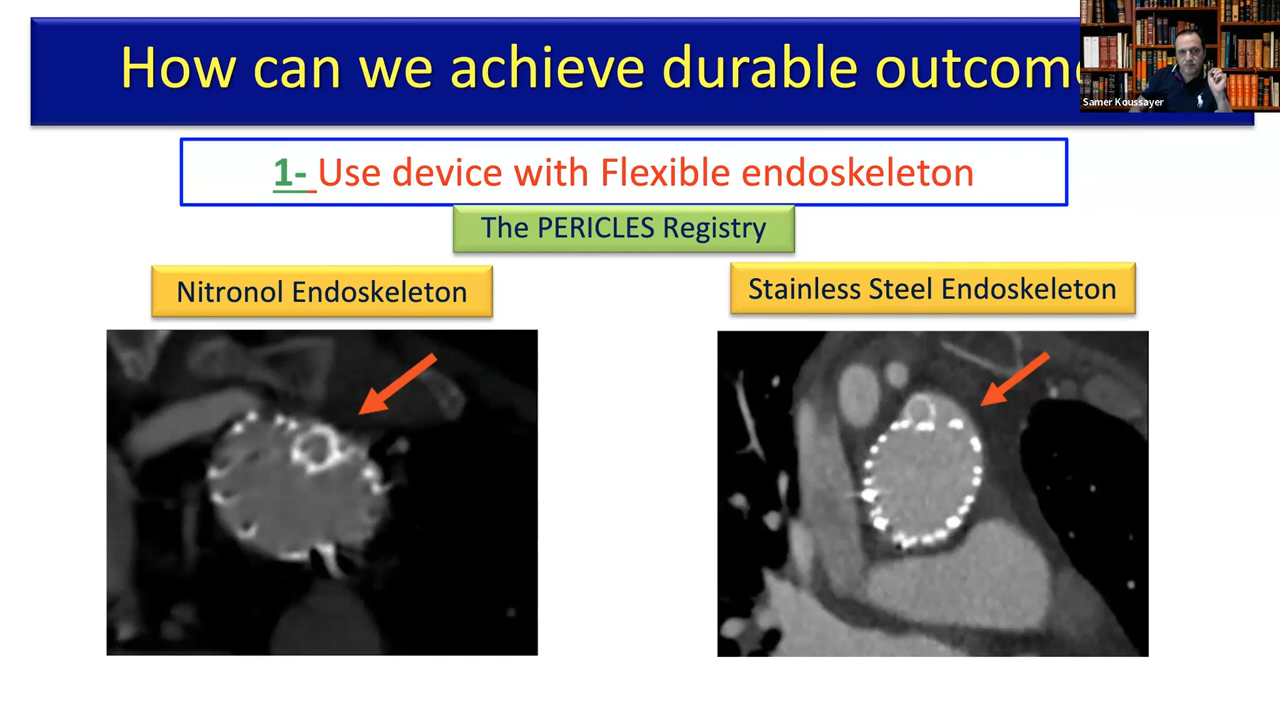 How can we achieve durable outcom
Samer Koussayer
1- Use device with Flexible endoskeleton
The PERICLES Registry
Nitronol Endoskeleton
Stainless Steel Endoskeleton